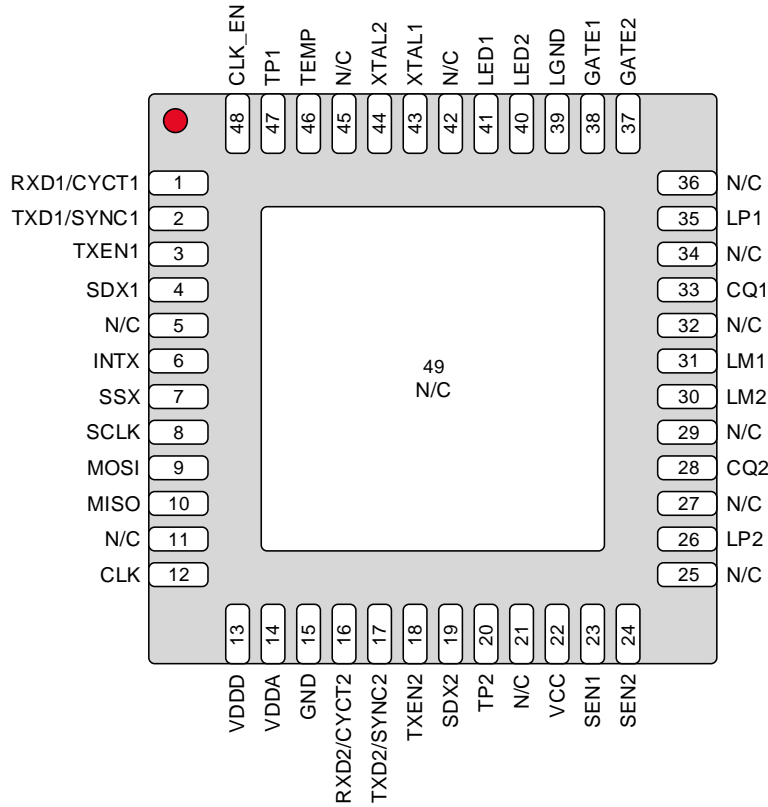 CLK_EN
TP1
TEMP
N/C
XTAL2
XTAL1
N/C
LED1
LED2
LGND
GATE1
GATE2
48 47 46 45 44 43 42 41 40 39 38 37
RXD1/CYCT1 1
TXD1/SYNC1 2
TXEN1 3
SDX1 4
N/C 5
INTX 6
SSX 7
SCLK 8
MOSI 9
MISO 10
N/C 11
CLK 12
49
N/C
36 N/C
35 LP1
34 N/C
33 CQ1
32 N/C
31 LM1
30 LM2
29 N/C
28 CQ2
27 N/C
26 LP2
25 N/C
13 14 15 16 17 18 19 20 21 22 23 24
VDDD
VDDA
GND
RXD2/CYCT2
TXD2/SYNC2
TXEN2
SDX2
TP2
N/C
VCC
SEN1
SEN2